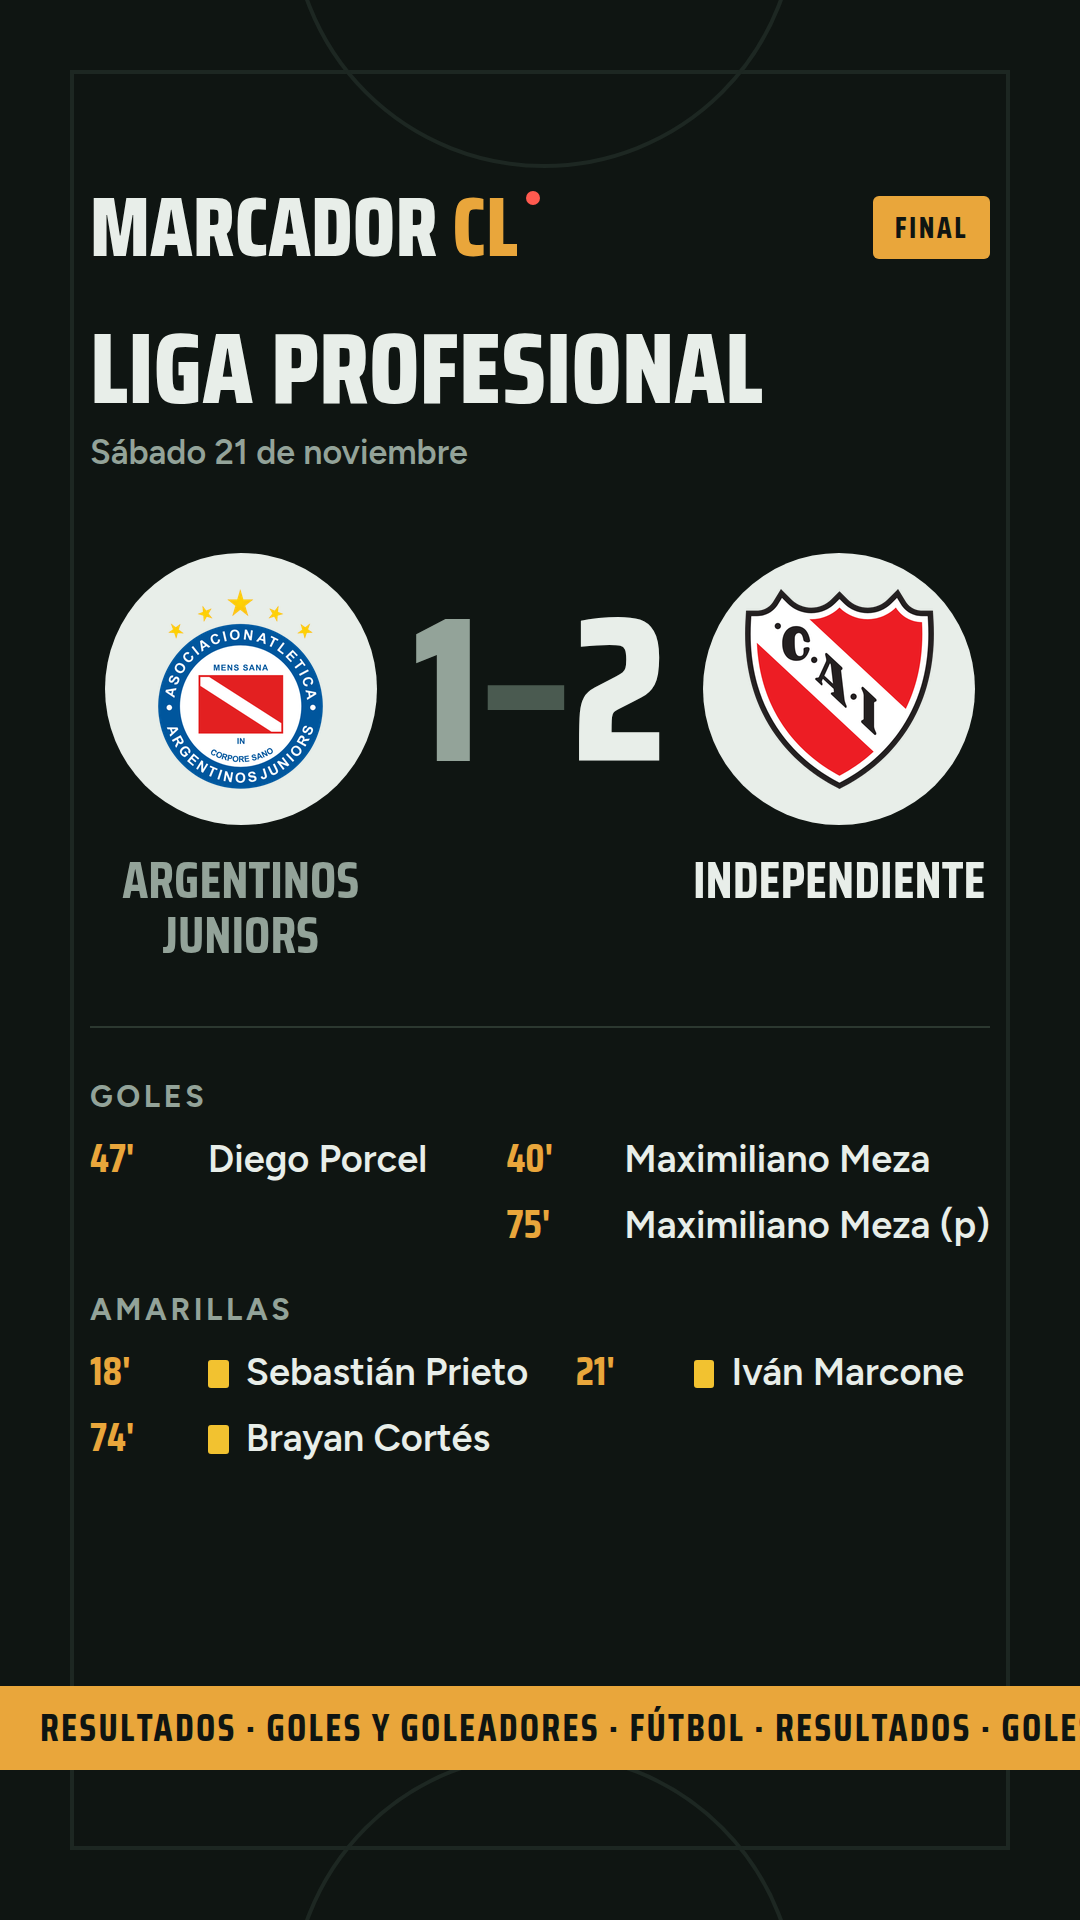 MARCADOR CL
FINAL
LIGA PROFESIONAL
Sábado 21 de noviembre
ASOCIACION ATLETICA
MENS SANA
IN
CORPORE SANO
ARGENTINOS JUNIORS
1–2
C.A.I
ARGENTINOS
JUNIORS
INDEPENDIENTE
GOLES
47' Diego Porcel
40' Maximiliano Meza
75' Maximiliano Meza (p)
AMARILLAS
18' Sebastián Prieto
21' Iván Marcone
74' Brayan Cortés
RESULTADOS · GOLES Y GOLEADORES · FÚTBOL · RESULTADOS · GOLES